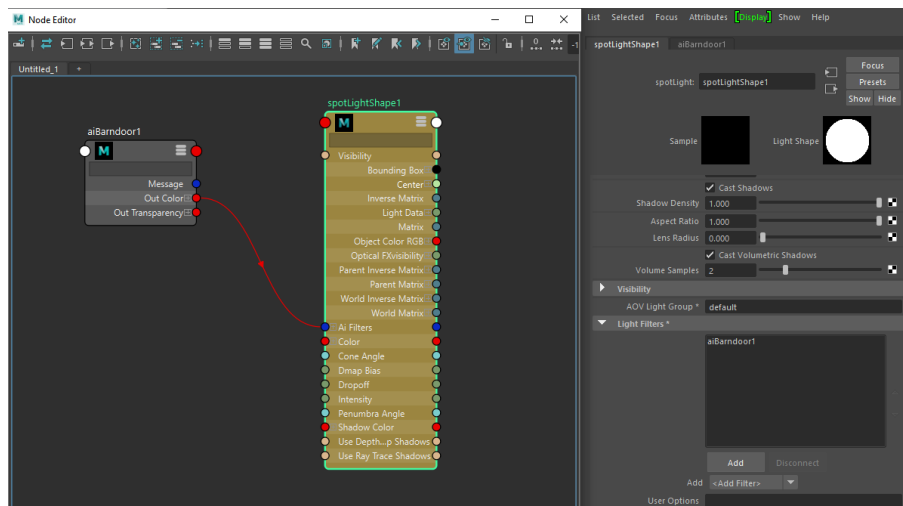 Node Editor
Untitled_1 +
aiBarndoor1
Message
Out Color
Out Transparency
spotLightShape1
Visibility
Bounding Box
Center
Inverse Matrix
Light Data
Matrix
Object Color RGB
Optical FXvisibility
Parent Inverse Matrix
Parent Matrix
World Inverse Matrix
World Matrix
Ai Filters
Color
Cone Angle
Dmap Bias
Dropoff
Intensity
Penumbra Angle
Shadow Color
Use Depth...p Shadows
Use Ray Trace Shadows
List Selected Focus Attributes Display Show Help
spotLightShape1 aiBarndoor1
spotLight: spotLightShape1
Focus
Presets
Show Hide
Sample
Light Shape
Cast Shadows
Shadow Density 1.000
Aspect Ratio 1.000
Lens Radius 0.000
Cast Volumetric Shadows
Volume Samples 2
Visibility
AOV Light Group * default
Light Filters *
aiBarndoor1
Add Disconnect
Add <Add Filter>
User Options